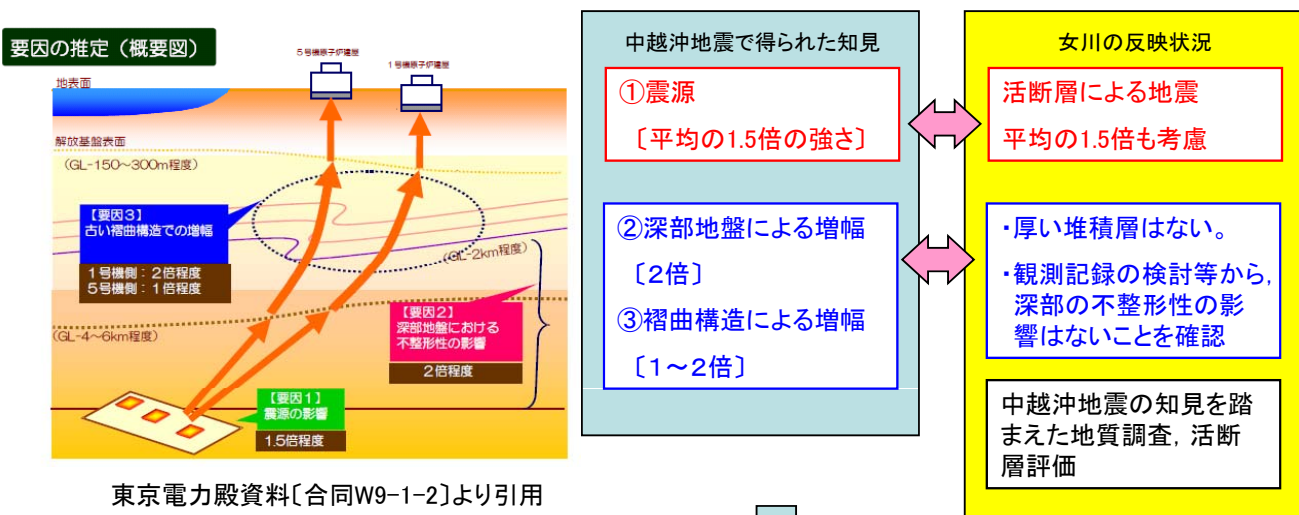 要因の推定（概要図）
5号機原子炉建屋
1号機原子炉建屋
地表面
解放基盤表面
（GL-150～300m程度）
【要因3】
古い褶曲構造での増幅
1号機側：2倍程度
5号機側：1倍程度
（GL-2km程度）
【要因2】
深部地盤における
不整形性の影響
2倍程度
（GL-4～6km程度）
【要因1】
震源の影響
1.5倍程度
東京電力殿資料〔合同W9-1-2〕より引用
中越沖地震で得られた知見
①震源
〔平均の1.5倍の強さ〕
②深部地盤による増幅
〔2倍〕
③褶曲構造による増幅
〔1～2倍〕
女川の反映状況
活断層による地震
平均の1.5倍も考慮
・厚い堆積層はない。
・観測記録の検討等から，
深部の不整形性の影
響はないことを確認
中越沖地震の知見を踏
まえた地質調査，活断
層評価